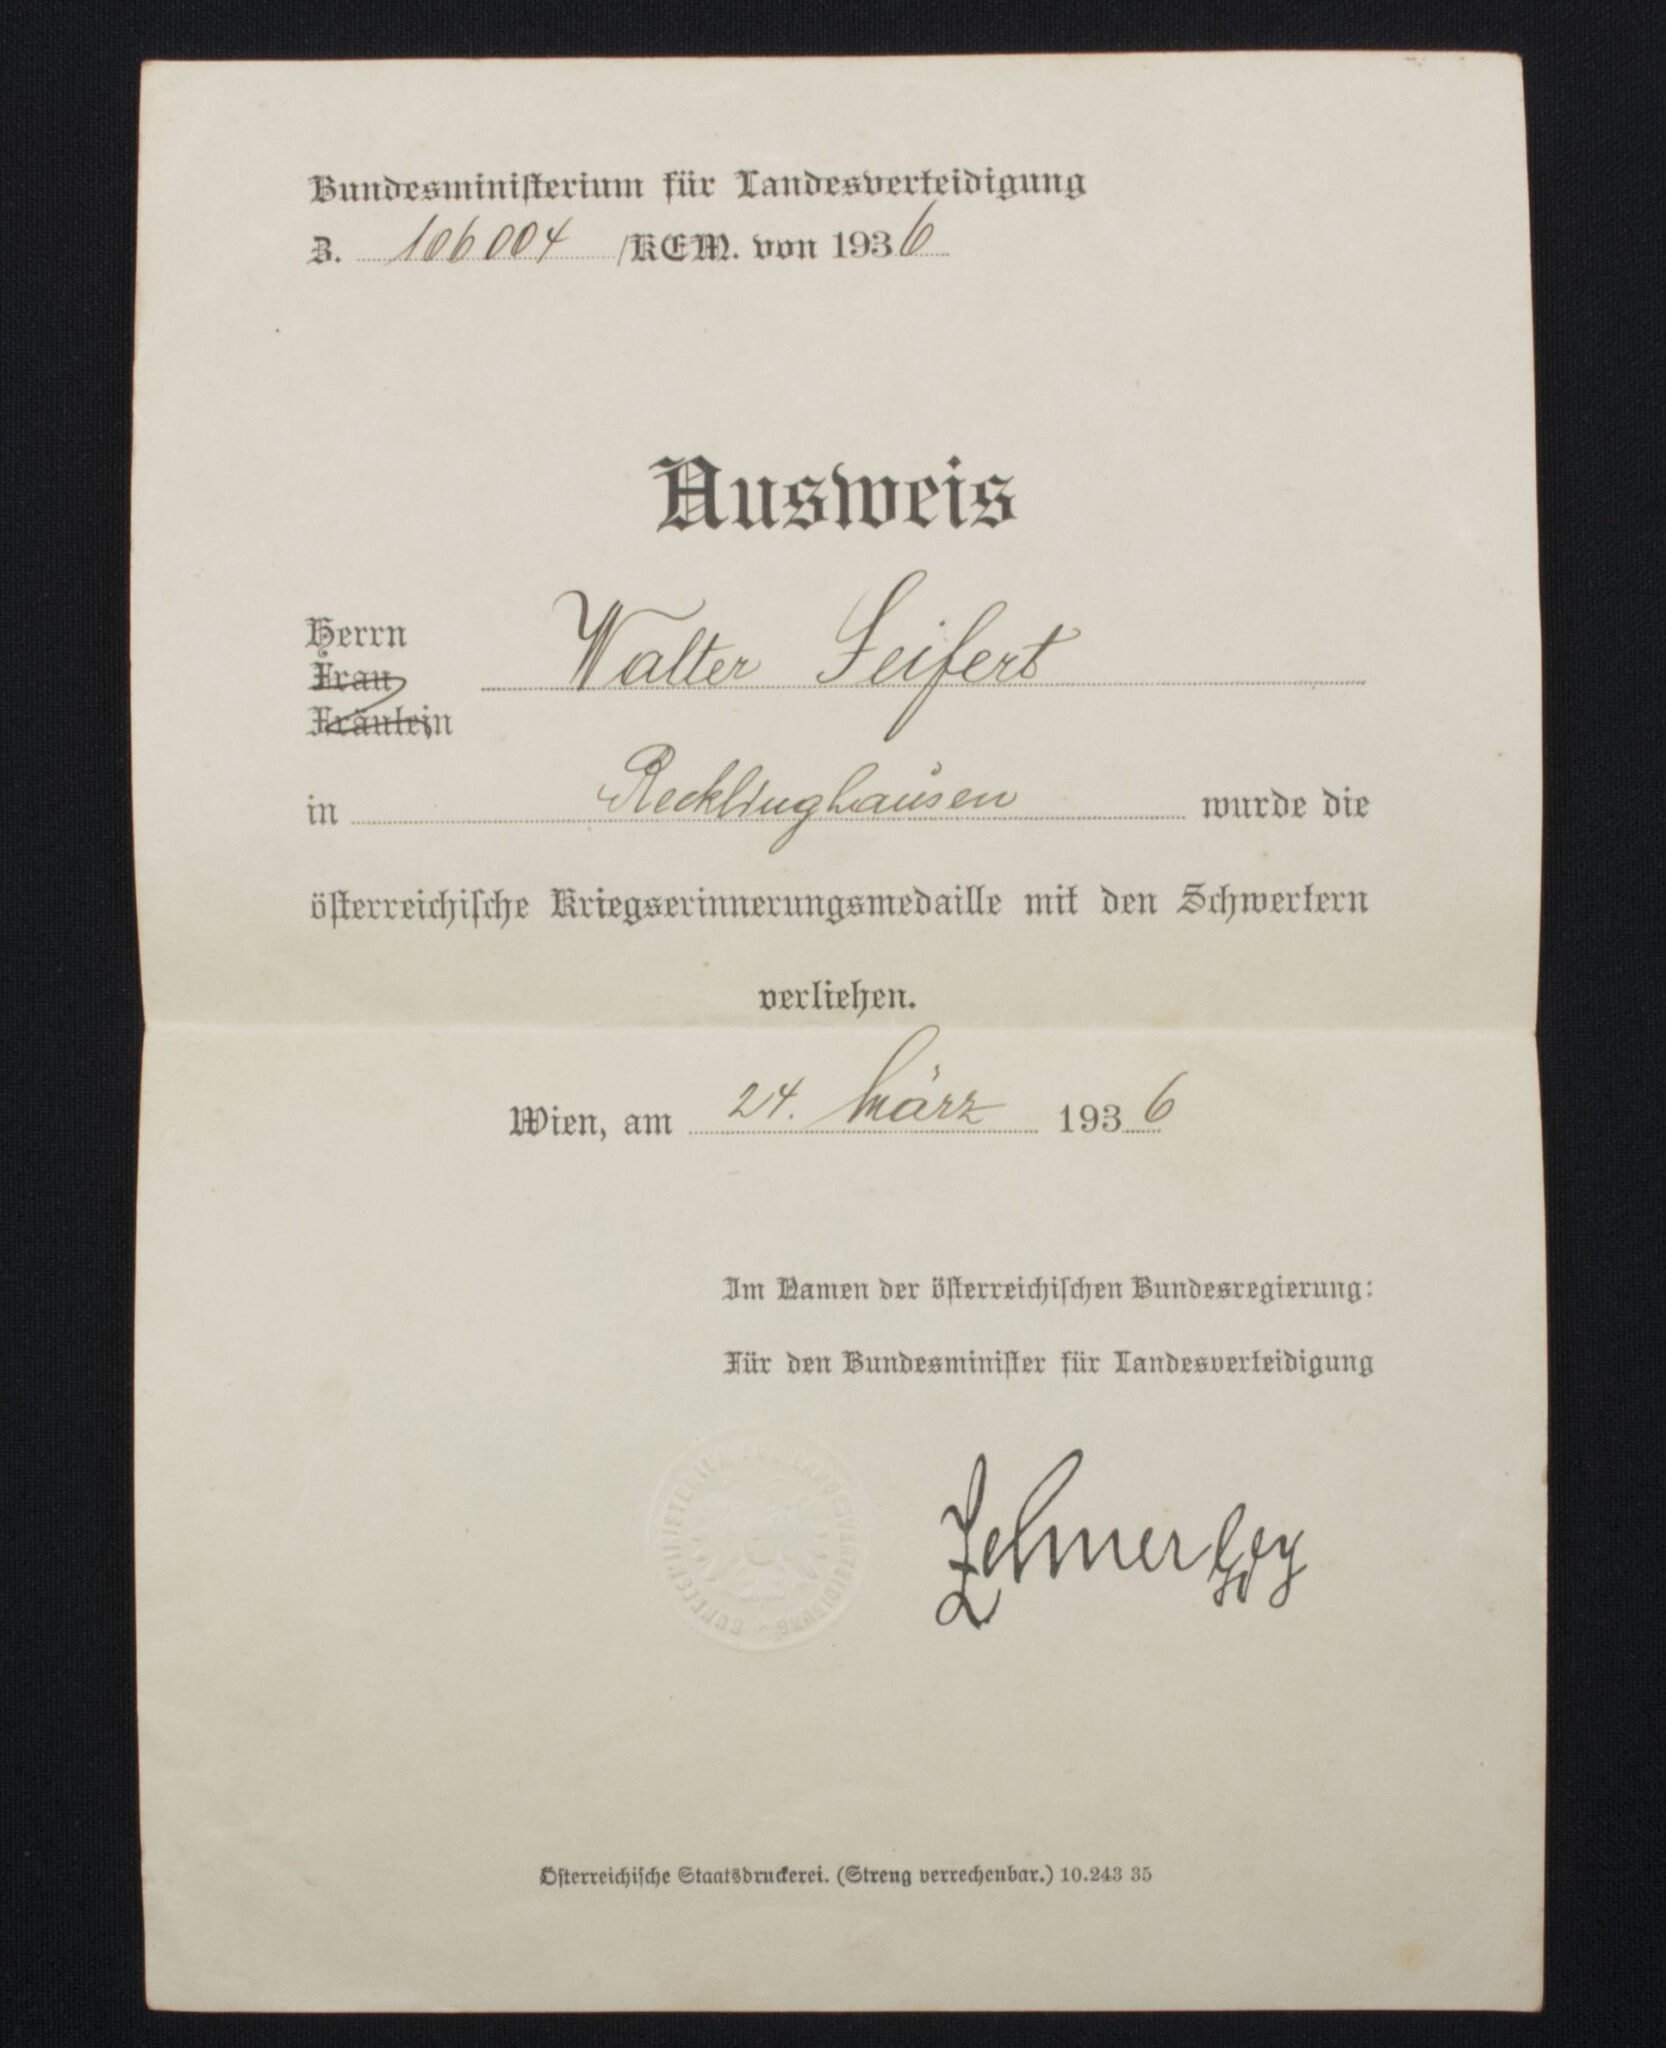 Bundesministerium für Landesverteidigung
Z. 106004 /KEM. von 1936
Ausweis
Herrn
Frau
Fräulein
Walter Seifert
in Recklinghausen wurde die
österreichische Kriegserinnerungsmedaille mit den Schwertern
verliehen.
Wien, am 24. März 1936
Im Namen der österreichischen Bundesregierung:
Für den Bundesminister für Landesverteidigung
Österreichische Staatsdruckerei. (Streng verrechenbar.) 10.243 35